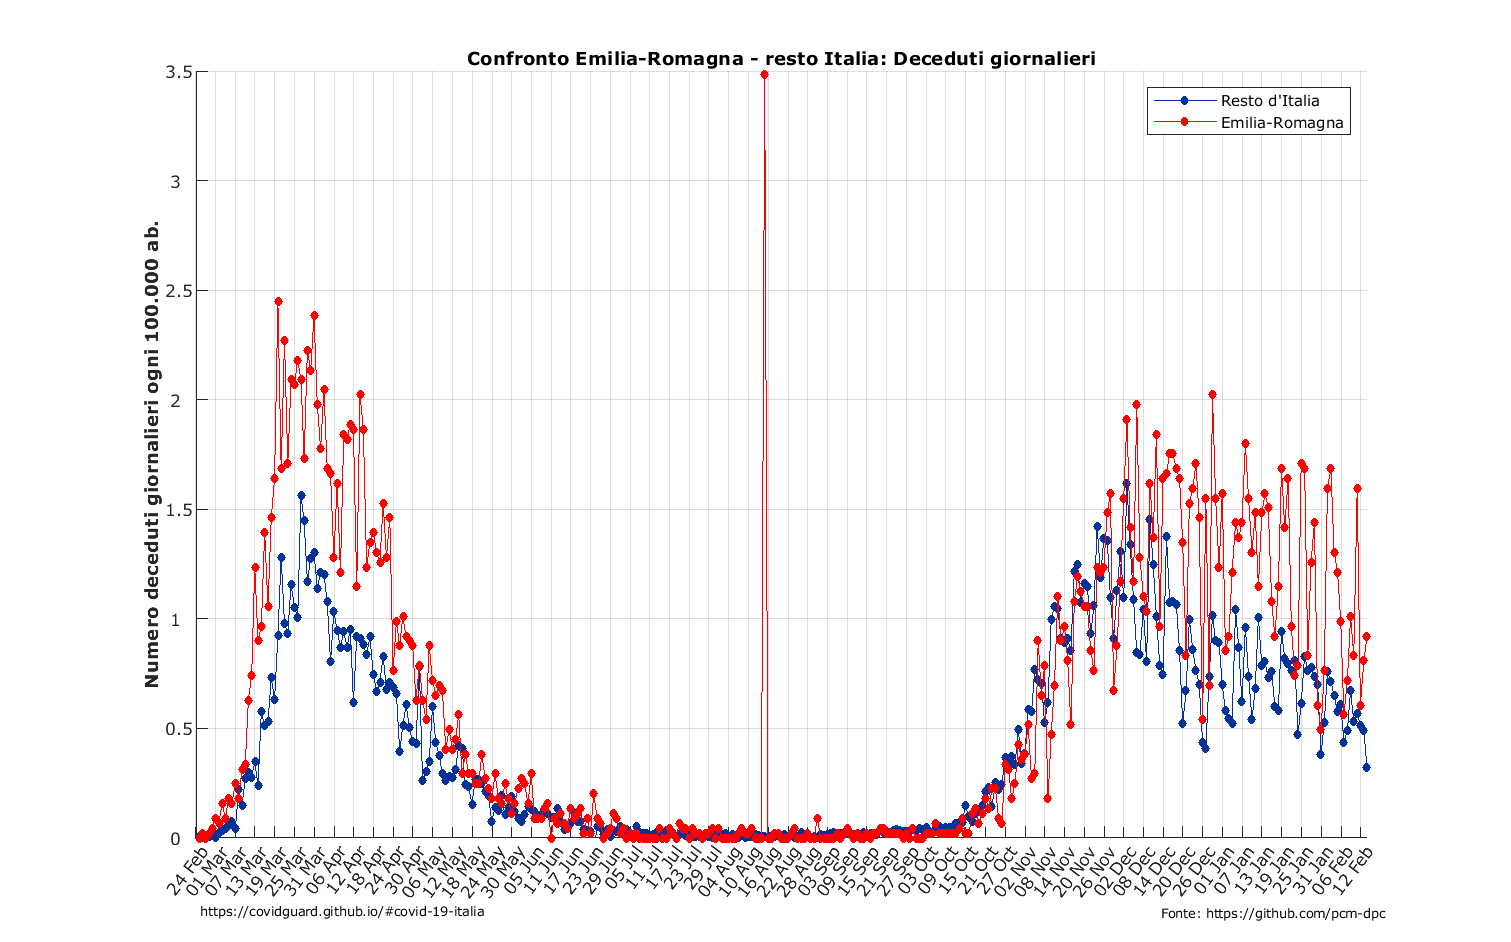 Confronto Emilia-Romagna - resto Italia: Deceduti giornalieri
Resto d'Italia
Emilia-Romagna
Numero deceduti giornalieri ogni 100.000 ab.
3.5
3
2.5
2
1.5
1
0.5
0
24 Feb
01 Mar
07 Mar
13 Mar
19 Mar
25 Mar
31 Mar
06 Apr
12 Apr
18 Apr
24 Apr
30 Apr
06 May
12 May
18 May
24 May
30 May
05 Jun
11 Jun
17 Jun
23 Jun
29 Jun
05 Jul
11 Jul
17 Jul
23 Jul
29 Jul
04 Aug
10 Aug
16 Aug
22 Aug
28 Aug
03 Sep
09 Sep
15 Sep
21 Sep
27 Sep
03 Oct
09 Oct
15 Oct
21 Oct
27 Oct
02 Nov
08 Nov
14 Nov
20 Nov
26 Nov
02 Dec
08 Dec
14 Dec
20 Dec
26 Dec
01 Jan
07 Jan
13 Jan
19 Jan
25 Jan
31 Jan
06 Feb
12 Feb
https://covidguard.github.io/#covid-19-italia
Fonte: https://github.com/pcm-dpc